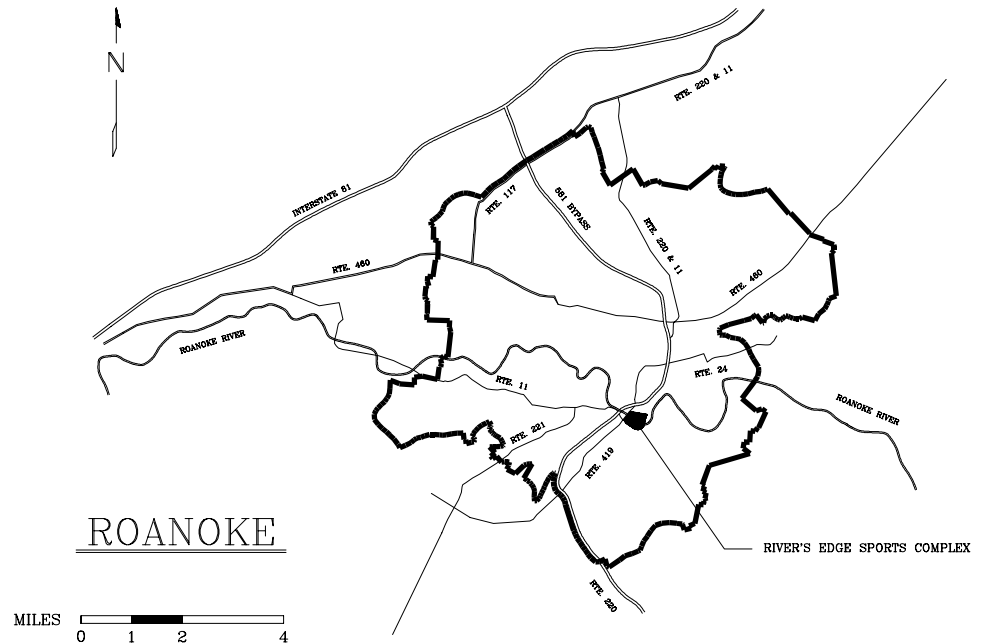 N
RTE. 220 & 11
INTERSTATE 81
RTE. 117
581 BYPASS
RTE. 220 & 11
RTE. 460
RTE. 460
ROANOKE RIVER
RTE. 11
RTE. 24
ROANOKE RIVER
RTE. 221
RTE. 419
ROANOKE
RIVER'S EDGE SPORTS COMPLEX
RTE. 220
MILES
0 1 2 4